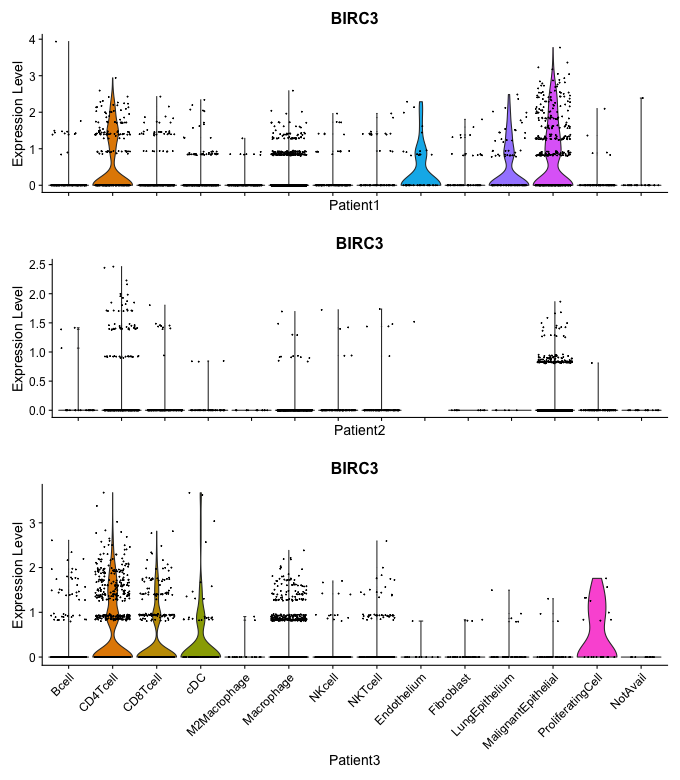 BIRC3
Expression Level
4
3
2
1
0
Patient1
BIRC3
Expression Level
2.5
2.0
1.5
1.0
0.5
0.0
Patient2
BIRC3
Expression Level
3
2
1
0
Bcell
CD4Tcell
CD8Tcell
cDC
M2Macrophage
Macrophage
NKcell
NKTcell
Endothelium
Fibroblast
LungEpithelium
MalignantEpithelial
ProliferatingCell
NotAvail
Patient3